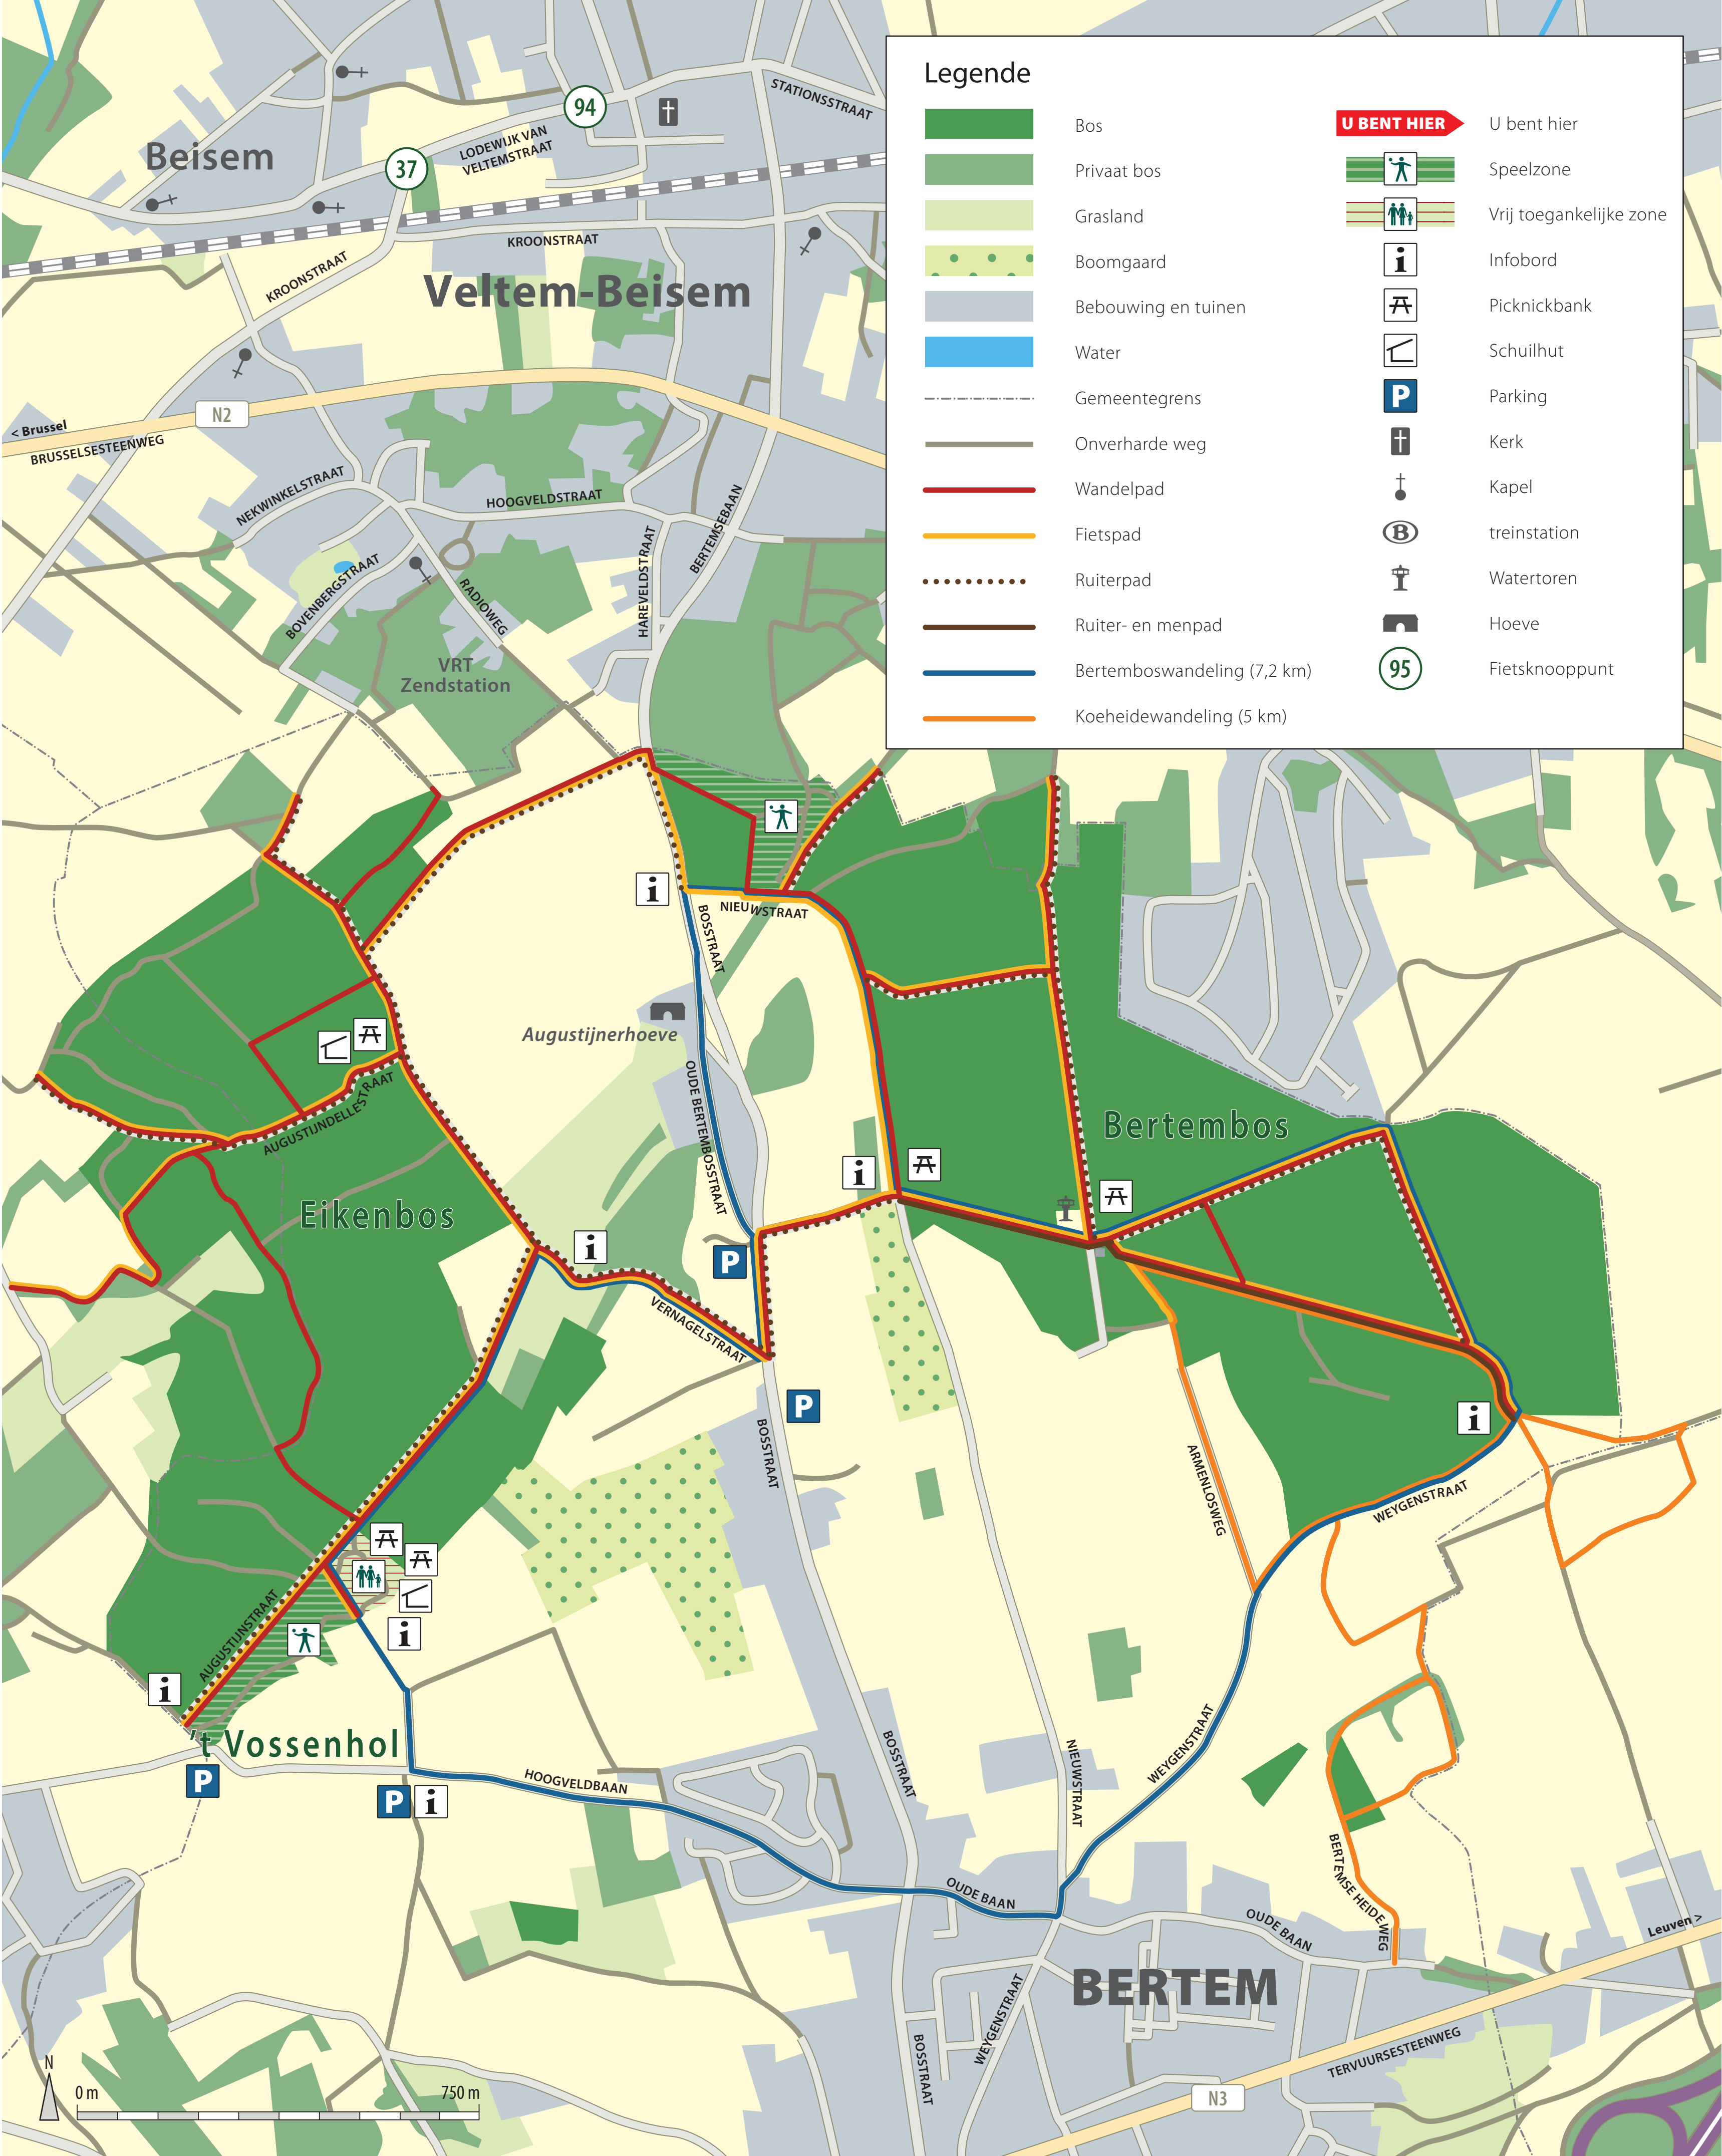 Legende
Bos
Privaat bos
Grasland
Boomgaard
Bebouwing en tuinen
Water
Gemeentegrens
Onverharde weg
Wandelpad
Fietspad
Ruiterpad
Ruiter- en menpad
Bertemboswandeling (7,2 km)
Koeheidewandeling (5 km)
U BENT HIER
U bent hier
Speelzone
Vrij toegankelijke zone
i
Infobord
Picknickbank
Schuilhut
P
Parking
Kerk
Kapel
B
treinstation
Watertoren
Hoeve
95
Fietsknooppunt
94
STATIONSSTRAAT
Beisem
LODEWIJK VAN
VELTEMSTRAAT
37
KROONSTRAAT
KROONSTRAAT
Veltem-Beisem
N2
< Brussel
BRUSSELSESTEENWEG
NEKWINKELSTRAAT
HOOGVELDSTRAAT
BERTEMSEBAAN
HAREVELDSTRAAT
BOVENBERGSTRAAT
RADIOWEG
VRT
Zendstation
i
NIEUWSTRAAT
BOSSTRAAT
Augustijnerhoeve
OUDE BERTEMBOSSTRAAT
AUGUSTIJNDELLESTRAAT
Bertembos
i
Eikenbos
i
P
VERNAGELSTRAAT
P
BOSSTRAAT
i
ARMENLOSWEG
WEYGENSTRAAT
i
AUGUSTIJNSTRAAT
i
't Vossenhol
P
P
i
HOOGVELDBAAN
BOSSTRAAT
NIEUWSTRAAT
WEYGENSTRAAT
BERTEMSE HEIDEWEG
OUDE BAAN
OUDE BAAN
Leuven >
BERTEM
WEYGENSTRAAT
BOSSTRAAT
TERVUURSESTEENWEG
N3
N
0 m
750 m